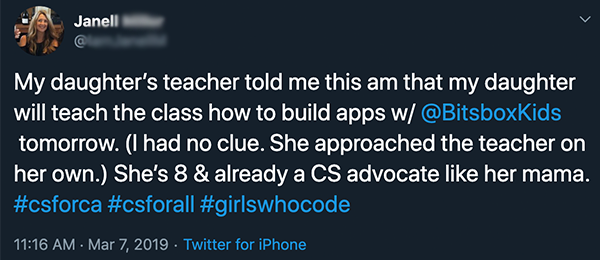 Janell
@
My daughter's teacher told me this am that my daughter
will teach the class how to build apps w/ @BitsboxKids
tomorrow. (I had no clue. She approached the teacher on
her own.) She's 8 & already a CS advocate like her mama.
#csforca #csforall #girlswhocode
11:16 AM · Mar 7, 2019 · Twitter for iPhone